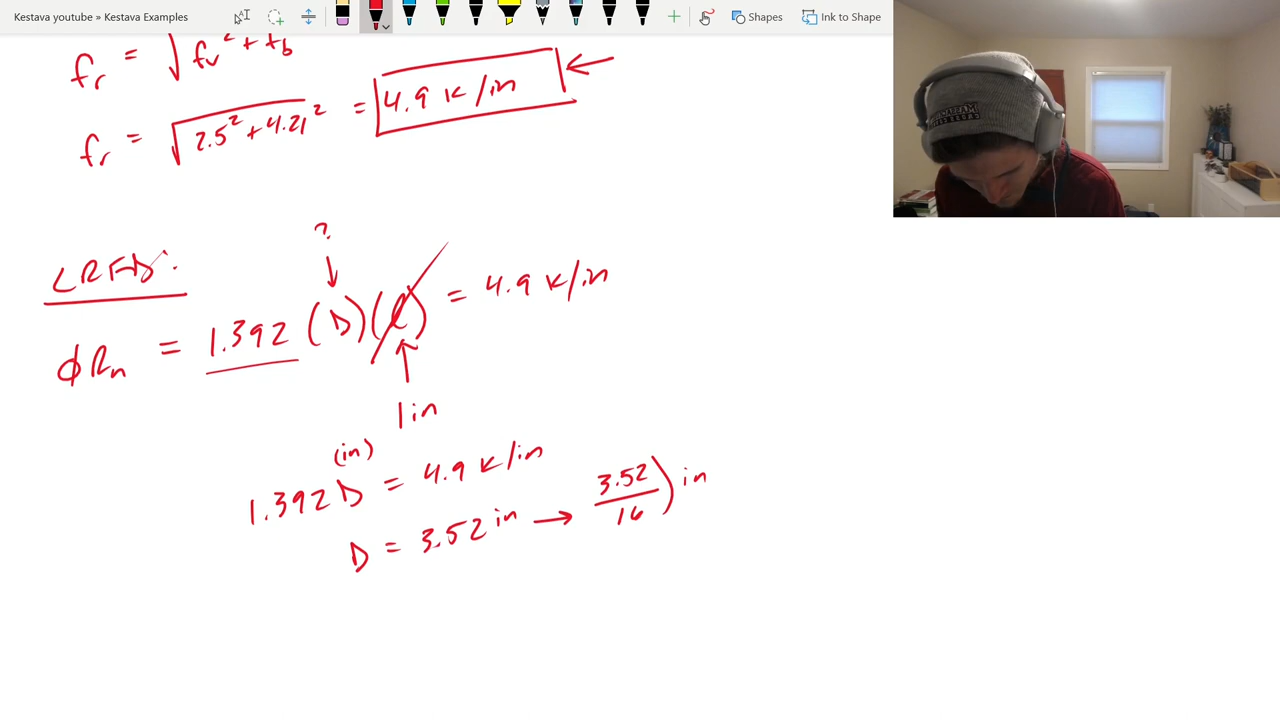 Kestava youtube » Kestava Examples
Shapes
Ink to Shape
fr = √fv² + fb
fr = √2.5² + 4.21² = 4.9 k/in ←
?
↓
LRFD:
φRn = 1.392 (D)(l) = 4.9 k/in
↑
1in
(in)
1.392 D = 4.9 k/in
D = 3.52 in → 3.52/16) in